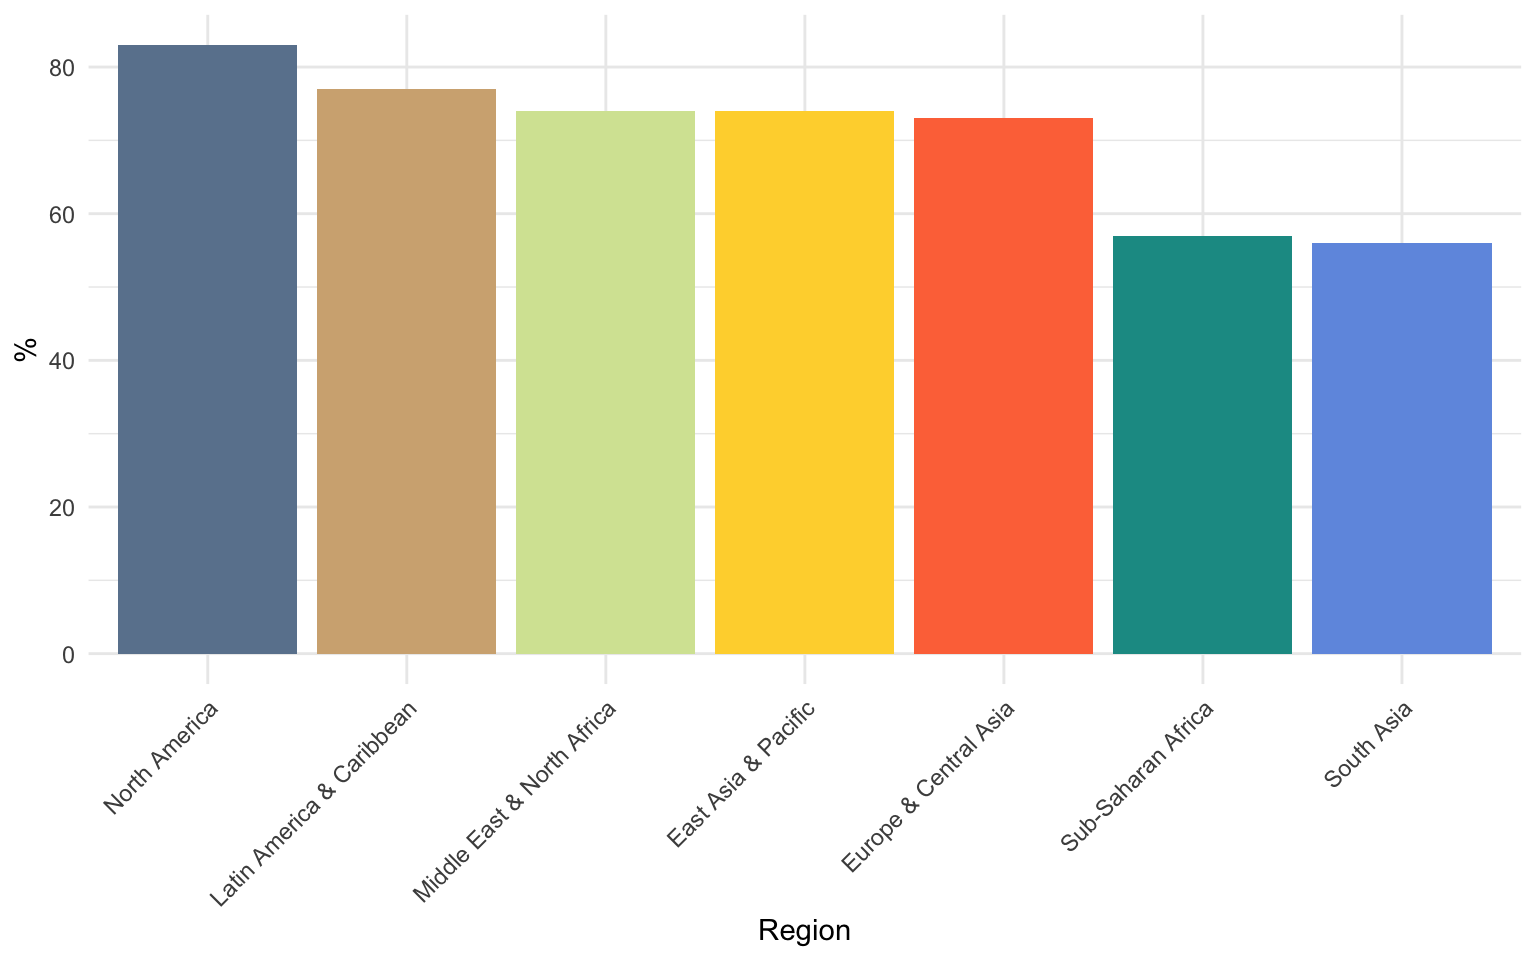 %
80
60
40
20
0
North America
Latin America & Caribbean
Middle East & North Africa
East Asia & Pacific
Europe & Central Asia
Sub-Saharan Africa
South Asia
Region